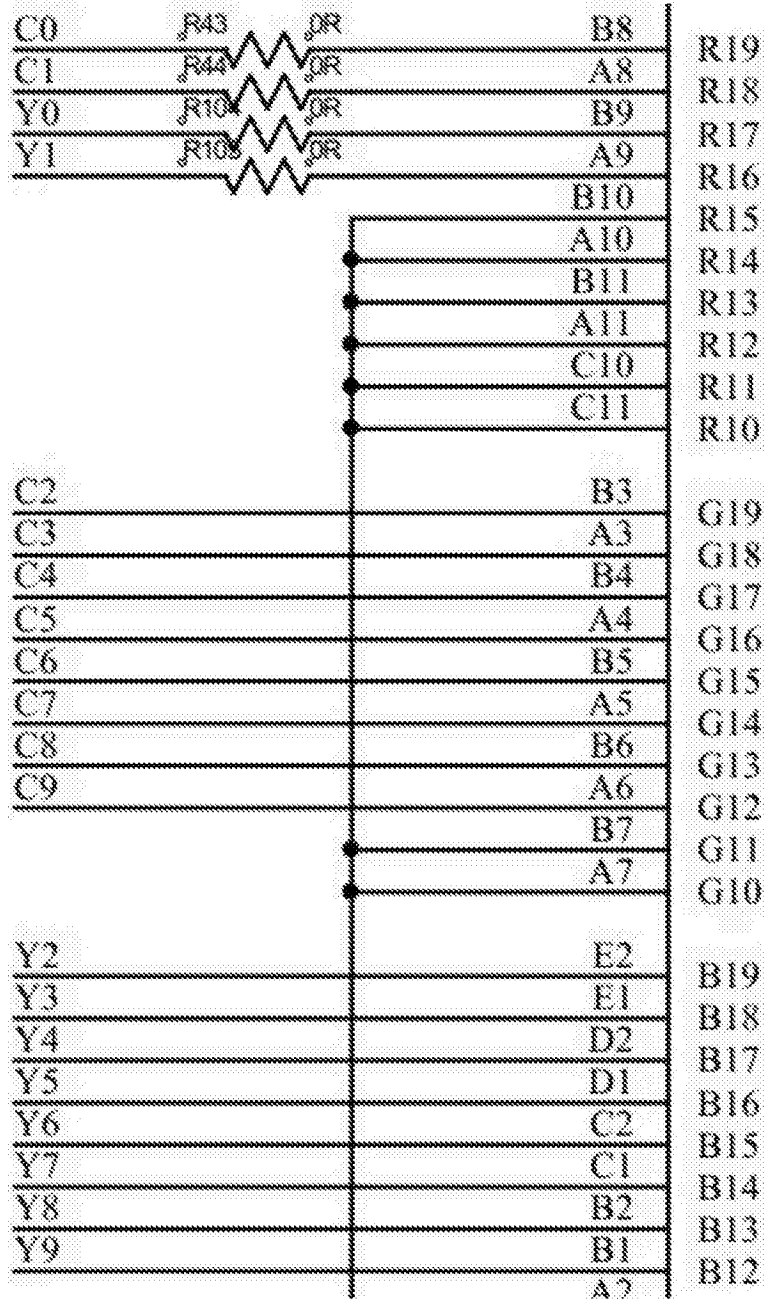 C0 R43 0R B8 R19
C1 R44 0R A8 R18
Y0 R104 0R B9 R17
Y1 R105 0R A9 R16
B10 R15
A10 R14
B11 R13
A11 R12
C10 R11
C11 R10
C2 B3 G19
C3 A3 G18
C4 B4 G17
C5 A4 G16
C6 B5 G15
C7 A5 G14
C8 B6 G13
C9 A6 G12
B7 G11
A7 G10
Y2 E2 B19
Y3 E1 B18
Y4 D2 B17
Y5 D1 B16
Y6 C2 B15
Y7 C1 B14
Y8 B2 B13
Y9 B1 B12
A2